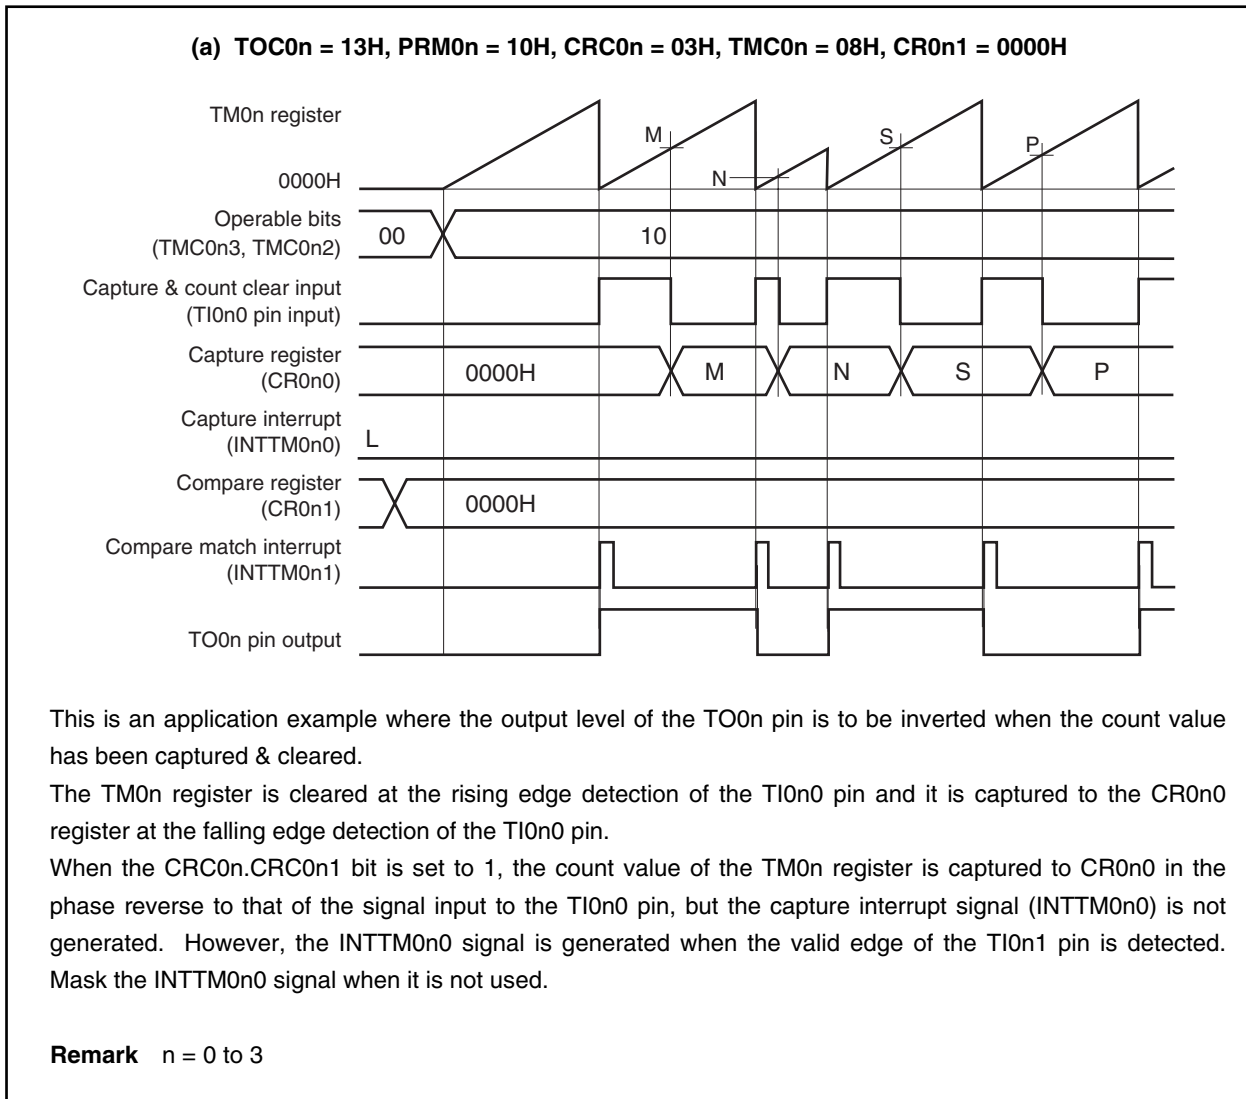 (a) TOC0n = 13H, PRM0n = 10H, CRC0n = 03H, TMC0n = 08H, CR0n1 = 0000H
TM0n register
M
S
P
N
0000H
Operable bits
(TMC0n3, TMC0n2)
00
10
Capture & count clear input
(TI0n0 pin input)
Capture register
(CR0n0)
0000H
M
N
S
P
Capture interrupt
(INTTM0n0)
L
Compare register
(CR0n1)
0000H
Compare match interrupt
(INTTM0n1)
TO0n pin output
This is an application example where the output level of the TO0n pin is to be inverted when the count value
has been captured & cleared.
The TM0n register is cleared at the rising edge detection of the TI0n0 pin and it is captured to the CR0n0
register at the falling edge detection of the TI0n0 pin.
When the CRC0n.CRC0n1 bit is set to 1, the count value of the TM0n register is captured to CR0n0 in the
phase reverse to that of the signal input to the TI0n0 pin, but the capture interrupt signal (INTTM0n0) is not
generated. However, the INTTM0n0 signal is generated when the valid edge of the TI0n1 pin is detected.
Mask the INTTM0n0 signal when it is not used.
Remark n = 0 to 3